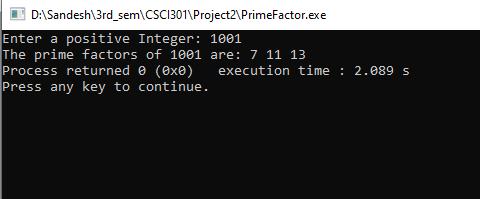 D:\Sandesh\3rd_sem\CSCI301\Project2\PrimeFactor.exe
Enter a positive Integer: 1001
The prime factors of 1001 are: 7 11 13
Process returned 0 (0x0)   execution time : 2.089 s
Press any key to continue.